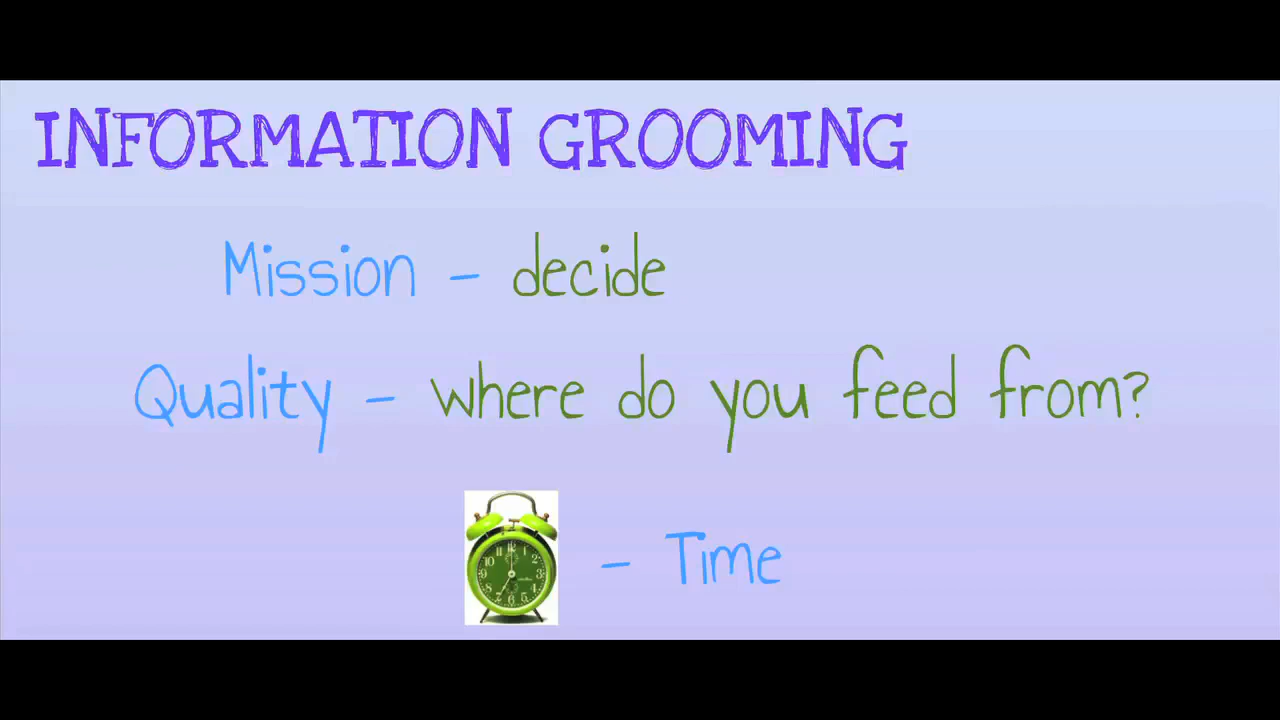 INFORMATION GROOMING
Mission - decide
Quality - where do you feed from?
- Time